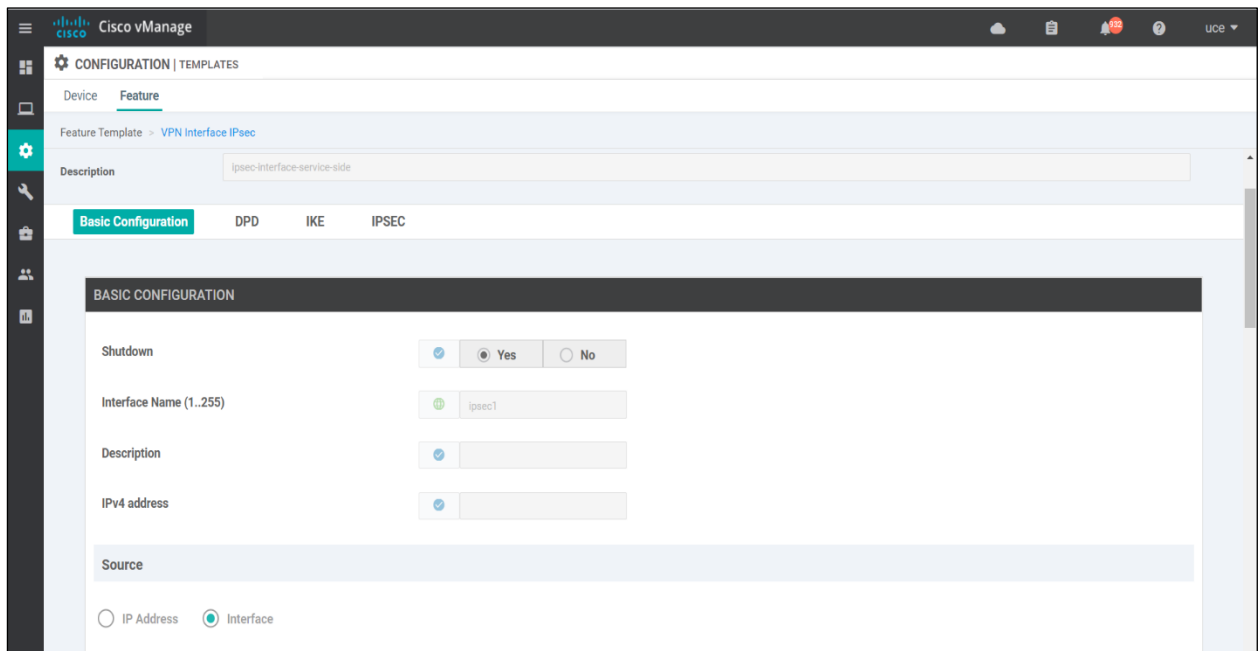 cisco Cisco vManage 932 uce
CONFIGURATION | TEMPLATES
Device Feature
Feature Template > VPN Interface IPsec
Description ipsec-interface-service-side
Basic Configuration DPD IKE IPSEC
BASIC CONFIGURATION
Shutdown Yes No
Interface Name (1..255) ipsec1
Description
IPv4 address
Source
IP Address Interface